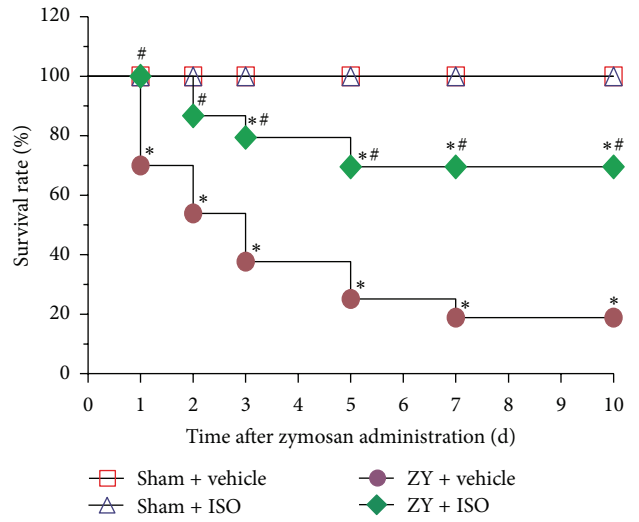 120
100
80
60
40
20
0
Survival rate (%)
#
#
* #
* #
* #
* #
*
*
*
*
*
*
0 1 2 3 4 5 6 7 8 9 10
Time after zymosan administration (d)
Sham + vehicle
ZY + vehicle
Sham + ISO
ZY + ISO